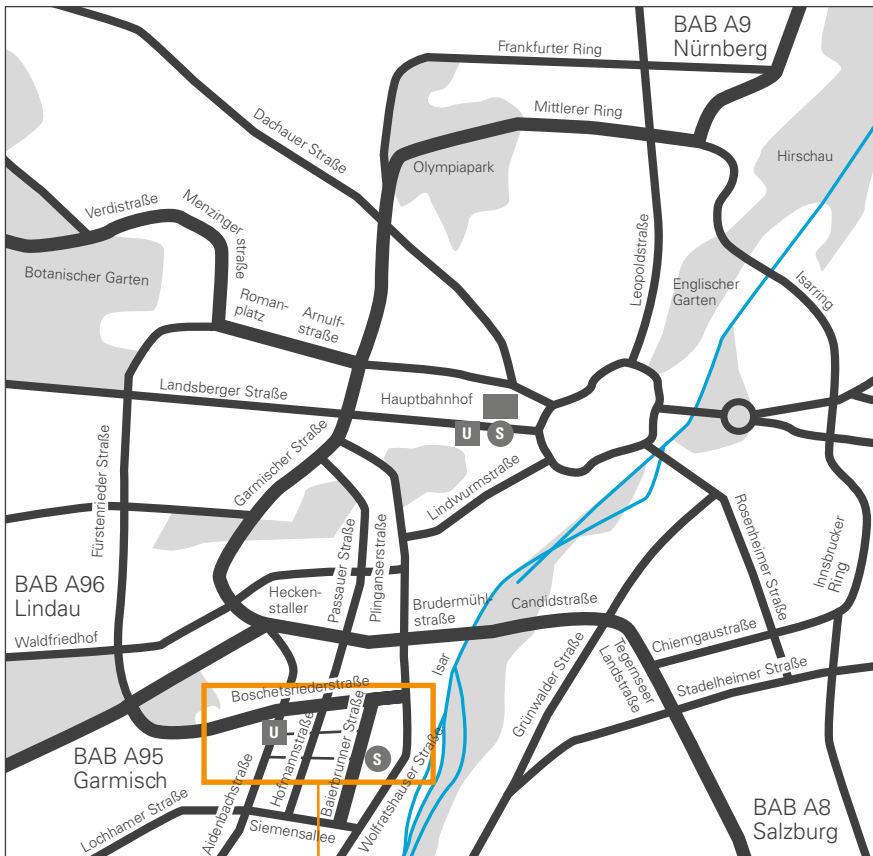 BAB A9
Nürnberg
Frankfurter Ring
Mittlerer Ring
Dachauer Straße
Olympiapark
Hirschau
Verdistraße
Menzinger
straße
Leopoldstraße
Botanischer Garten
Englischer
Garten
Isarring
Roman-
platz
Arnulf-
straße
Landsberger Straße
Hauptbahnhof
U
S
Garmischer Straße
Fürstenrieder Straße
Lindwurmstraße
Passauer Straße
Plinganserstraße
Rosenheimer Straße
Innsbrucker
Ring
BAB A96
Lindau
Hecken-
staller
Brudermühl
straße
Candidstraße
Waldfriedhof
Isar
Tegernseer
Landstraße
Chiemgaustraße
Stadelheimer Straße
Grünwalder Straße
Boschetsriederstraße
U
S
Hofmannstraße
Baierbrunner Straße
Wolfratshauser Straße
Aidenbachstraße
BAB A95
Garmisch
Lochhamer Straße
Siemensallee
BAB A8
Salzburg